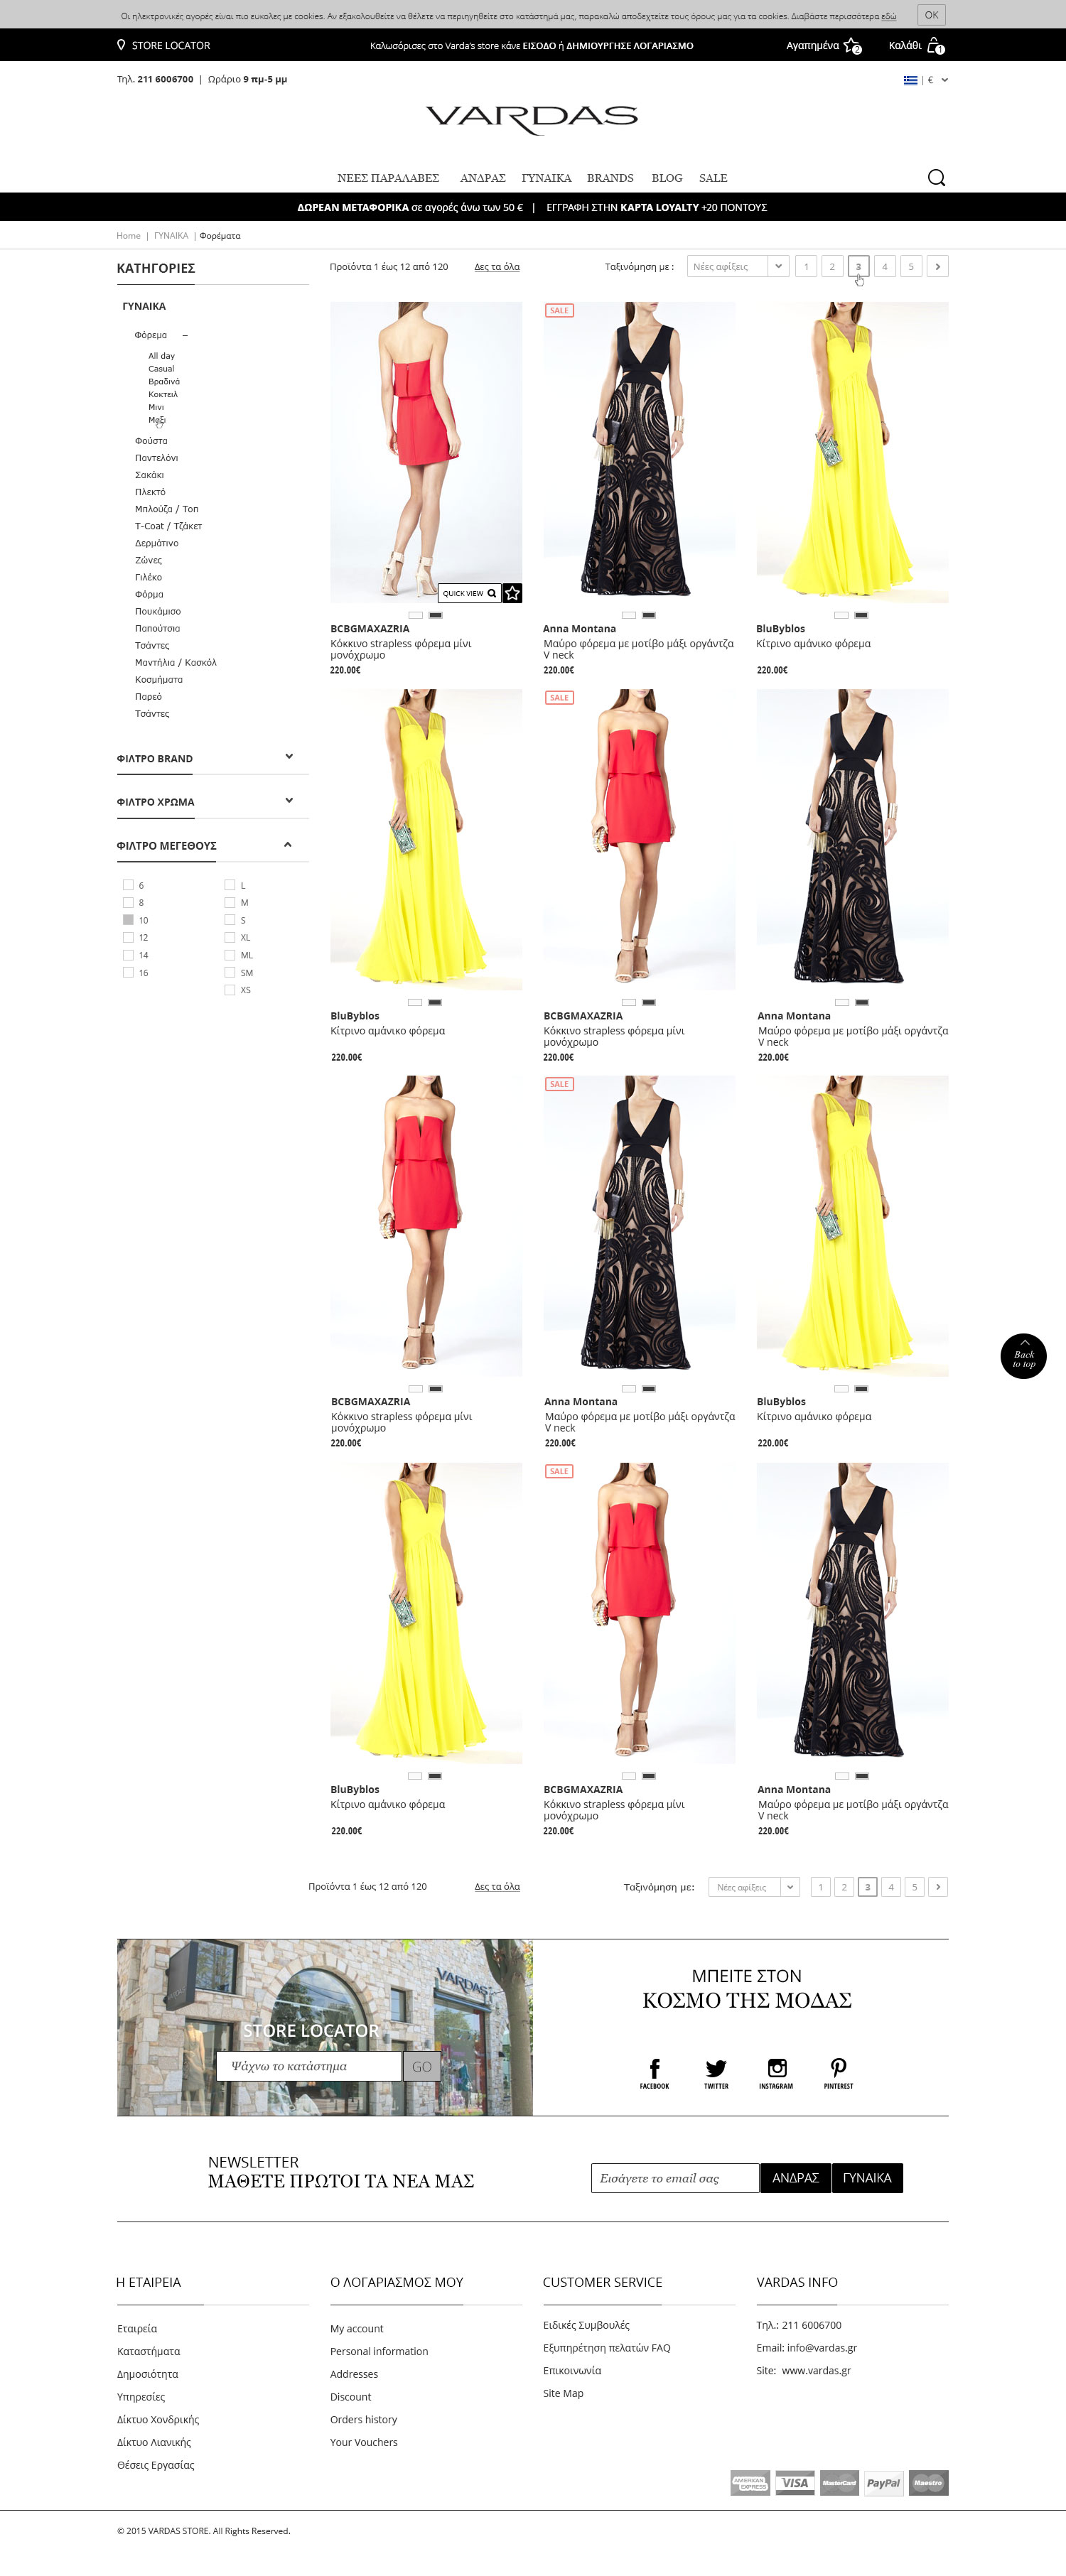 Οι ηλεκτρονικές αγορές είναι πιο ευκολες με cookies. Αν εξακολουθείτε να θέλετε να περιηγηθείτε στο κατάστημά μας, παρακαλώ αποδεχτείτε τους όρους μας για τα cookies. Διαβάστε περισσότερα εδώ
OK
STORE LOCATOR
Καλωσόρισες στο Varda's store κάνε ΕΙΣΟΔΟ ή ΔΗΜΙΟΥΡΓΗΣΕ ΛΟΓΑΡΙΑΣΜΟ
Αγαπημένα 2
Καλάθι 1
Τηλ. 211 6006700 | Ωράριο 9 πμ-5 μμ
| €
VARDAS
ΝΕΕΣ ΠΑΡΑΛΑΒΕΣ ΑΝΔΡΑΣ ΓΥΝΑΙΚΑ BRANDS BLOG SALE
ΔΩΡΕΑΝ ΜΕΤΑΦΟΡΙΚΑ σε αγορές άνω των 50 € | ΕΓΓΡΑΦΗ ΣΤΗΝ ΚΑΡΤΑ LOYALTY +20 ΠΟΝΤΟΥΣ
Home | ΓΥΝΑΙΚΑ | Φορέματα
ΚΑΤΗΓΟΡΙΕΣ
ΓΥΝΑΙΚΑ
Φόρεμα –
All day
Casual
Βραδινά
Κοκτειλ
Μινι
Μαξι
Φούστα
Παντελόνι
Σακάκι
Πλεκτό
Μπλούζα / Τοπ
T-Coat / Τζάκετ
Δερμάτινο
Ζώνες
Γιλέκο
Φόρμα
Πουκάμισο
Παπούτσια
Τσάντες
Μαντήλια / Κασκόλ
Κοσμήματα
Παρεό
Τσάντες
ΦΙΛΤΡΟ BRAND
ΦΙΛΤΡΟ ΧΡΩΜΑ
ΦΙΛΤΡΟ ΜΕΓΕΘΟΥΣ
6 L
8 M
10 S
12 XL
14 ML
16 SM
XS
Προϊόντα 1 έως 12 από 120 Δες τα όλα
Ταξινόμηση με : Νέες αφίξεις 1 2 3 4 5
SALE
QUICK VIEW
BCBGMAXAZRIA
Κόκκινο strapless φόρεμα μίνι
μονόχρωμο
220.00€
Anna Montana
Μαύρο φόρεμα με μοτίβο μάξι οργάντζα
V neck
220.00€
BluByblos
Κίτρινο αμάνικο φόρεμα
220.00€
SALE
BluByblos
Κίτρινο αμάνικο φόρεμα
220.00€
BCBGMAXAZRIA
Κόκκινο strapless φόρεμα μίνι
μονόχρωμο
220.00€
Anna Montana
Μαύρο φόρεμα με μοτίβο μάξι οργάντζα
V neck
220.00€
SALE
BCBGMAXAZRIA
Κόκκινο strapless φόρεμα μίνι
μονόχρωμο
220.00€
Anna Montana
Μαύρο φόρεμα με μοτίβο μάξι οργάντζα
V neck
220.00€
BluByblos
Κίτρινο αμάνικο φόρεμα
220.00€
Back
to top
SALE
BluByblos
Κίτρινο αμάνικο φόρεμα
220.00€
BCBGMAXAZRIA
Κόκκινο strapless φόρεμα μίνι
μονόχρωμο
220.00€
Anna Montana
Μαύρο φόρεμα με μοτίβο μάξι οργάντζα
V neck
220.00€
Προϊόντα 1 έως 12 από 120 Δες τα όλα
Ταξινόμηση με: Νέες αφίξεις 1 2 3 4 5
VARDAS
STORE LOCATOR
Ψάχνω το κατάστημα GO
ΜΠΕΙΤΕ ΣΤΟΝ
ΚΟΣΜΟ ΤΗΣ ΜΟΔΑΣ
FACEBOOK TWITTER INSTAGRAM PINTEREST
NEWSLETTER
ΜΑΘΕΤΕ ΠΡΩΤΟΙ ΤΑ ΝΕΑ ΜΑΣ
Εισάγετε το email σας ΑΝΔΡΑΣ ΓΥΝΑΙΚΑ
Η ΕΤΑΙΡΕΙΑ
Εταιρεία
Καταστήματα
Δημοσιότητα
Υπηρεσίες
Δίκτυο Χονδρικής
Δίκτυο Λιανικής
Θέσεις Εργασίας
Ο ΛΟΓΑΡΙΑΣΜΟΣ ΜΟΥ
My account
Personal information
Addresses
Discount
Orders history
Your Vouchers
CUSTOMER SERVICE
Ειδικές Συμβουλές
Εξυπηρέτηση πελατών FAQ
Επικοινωνία
Site Map
VARDAS INFO
Τηλ.: 211 6006700
Email: info@vardas.gr
Site: www.vardas.gr
AMERICAN EXPRESS VISA MasterCard PayPal Maestro
© 2015 VARDAS STORE. All Rights Reserved.